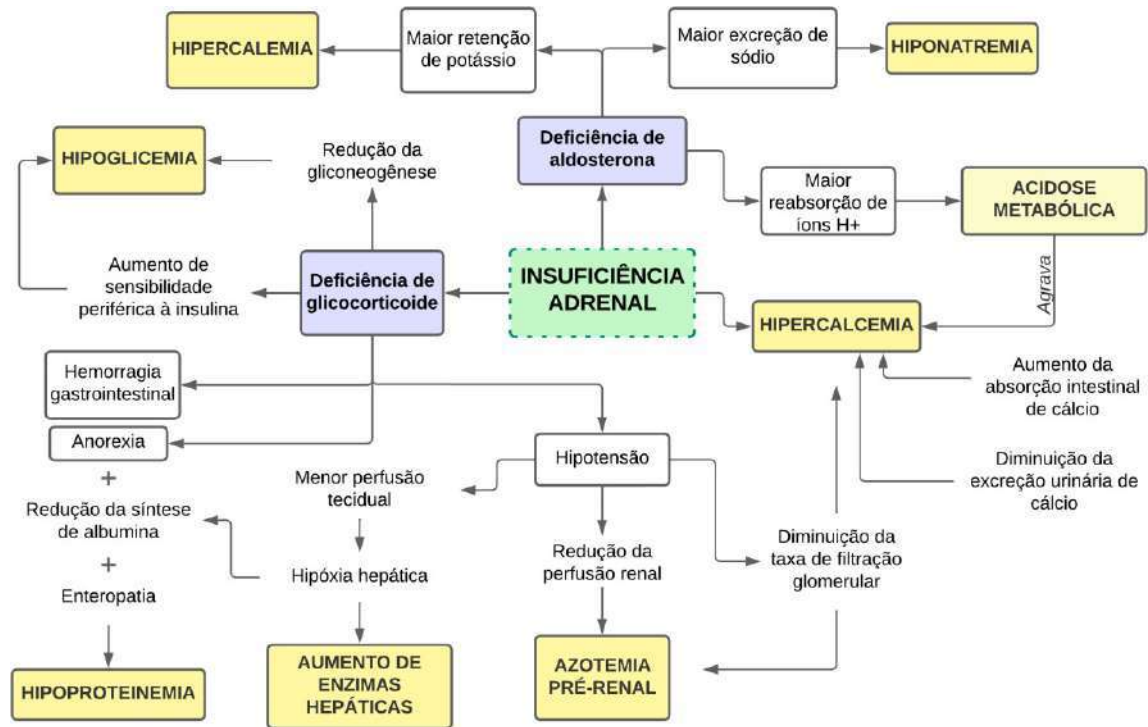 HIPERCALEMIA
Maior retenção
de potássio
Maior excreção de
sódio
HIPONATREMIA
HIPOGLICEMIA
Redução da
gliconeogênese
Deficiência de
aldosterona
Maior
reabsorção de
íons H+
ACIDOSE
METABÓLICA
Aumento de
sensibilidade
periférica à insulina
Deficiência de
glicocorticoide
INSUFICIÊNCIA
ADRENAL
Agrava
HIPERCALCEMIA
Hemorragia
gastrointestinal
Aumento da
absorção intestinal
de cálcio
Anorexia
+
Redução da síntese
de albumina
+
Enteropatia
Menor perfusão
tecidual
Hipotensão
Diminuição da
excreção urinária de
cálcio
Hipóxia hepática
Redução da
perfusão renal
Diminuição da
taxa de filtração
glomerular
HIPOPROTEINEMIA
AUMENTO DE
ENZIMAS
HEPÁTICAS
AZOTEMIA
PRÉ-RENAL